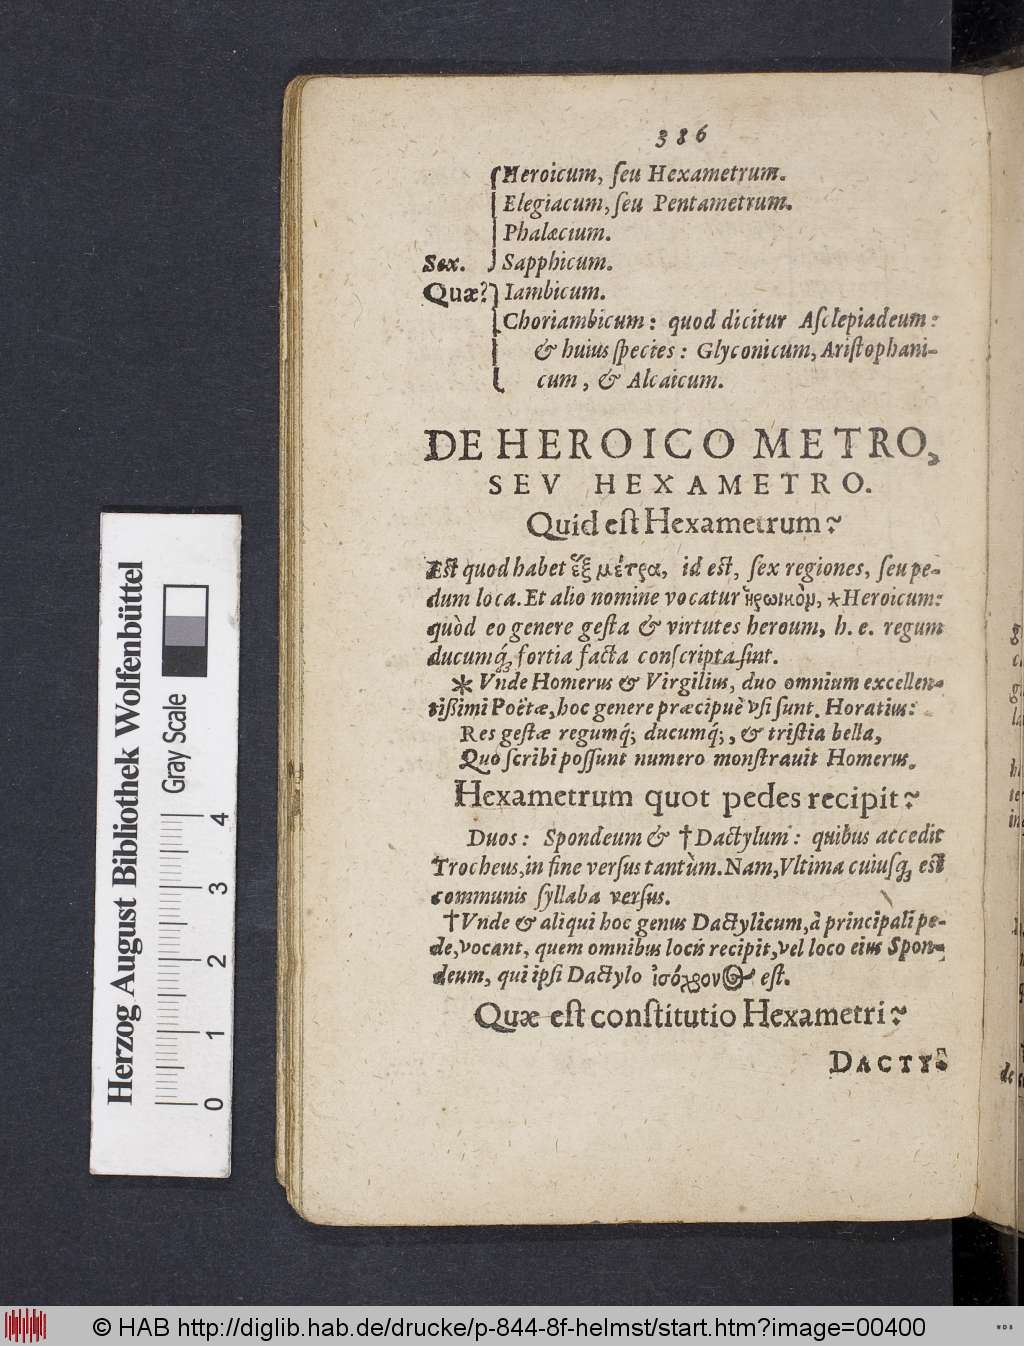 386
Heroicum, ſeu Hexametrum.
Elegiacum, ſeu Pentametrum.
Phalæcium.
Sex. Sapphicum.
Quæ? Iambicum.
Choriambicum: quod dicitur Aſclepiadeum:
& huius ſpecies: Glyconicum, Ariſtophani-
cum, & Alcaicum.
DE HEROICO METRO,
SEV HEXAMETRO.
Quid eſt Hexametrum?
Eſt quod habet ἓξ μέτρα, id eſt, ſex regiones, ſeu pe-
dum loca. Et alio nomine vocatur ἡρωικὸν, *Heroicum:
quòd eo genere geſta & virtutes heroum, h. e. regum
ducumq́ꝫ fortia facta conſcripta ſint.
* Vnde Homerus & Virgilius, duo omnium excellen-
tißimi Poëtæ, hoc genere præcipuè vſi ſunt. Horatius:
Res geſtæ regumq́; ducumq́;, & triſtia bella,
Quo ſcribi poſſunt numero monſtrauit Homerus.
Hexametrum quot pedes recipit?
Duos: Spondeum & †Dactylum: quibus accedit
Trocheus, in fine verſus tantùm. Nam, Vltima cuiuſqꝫ eſt
communis ſyllaba verſus.
†Vnde & aliqui hoc genus Dactylicum, à principali pe-
de, vocant, quem omnibus locis recipit, vel loco eius Spon-
deum, qui ipſi Dactylo ἰσόχρονος eſt.
Quæ eſt conſtitutio Hexametri?
DACTY-
Herzog August Bibliothek Wolfenbüttel
Gray Scale
0 1 2 3 4
© HAB http://diglib.hab.de/drucke/p-844-8f-helmst/start.htm?image=00400